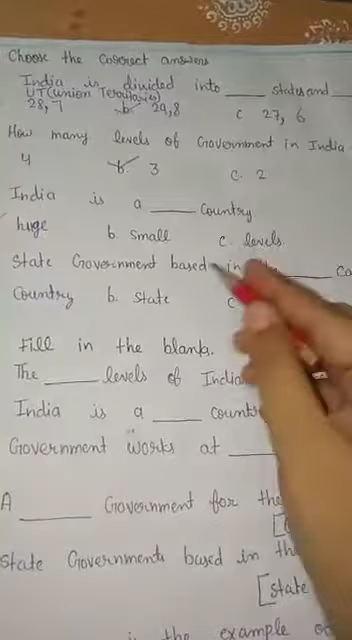 Choose the correct answers
India is divided into ____ states and ____
UT (Union Territories)
28, 7 b. 29, 8 c 27, 6
How many levels of Government in India
4 b. 3 c. 2
India is a ____ country
huge b. small c. levels
State Government based in the ____
Country b. state c
Fill in the blank.
The ____ levels of India
India is a ____
Government works at ____
A ____ Government for the
State Governments based in the
[state
the example